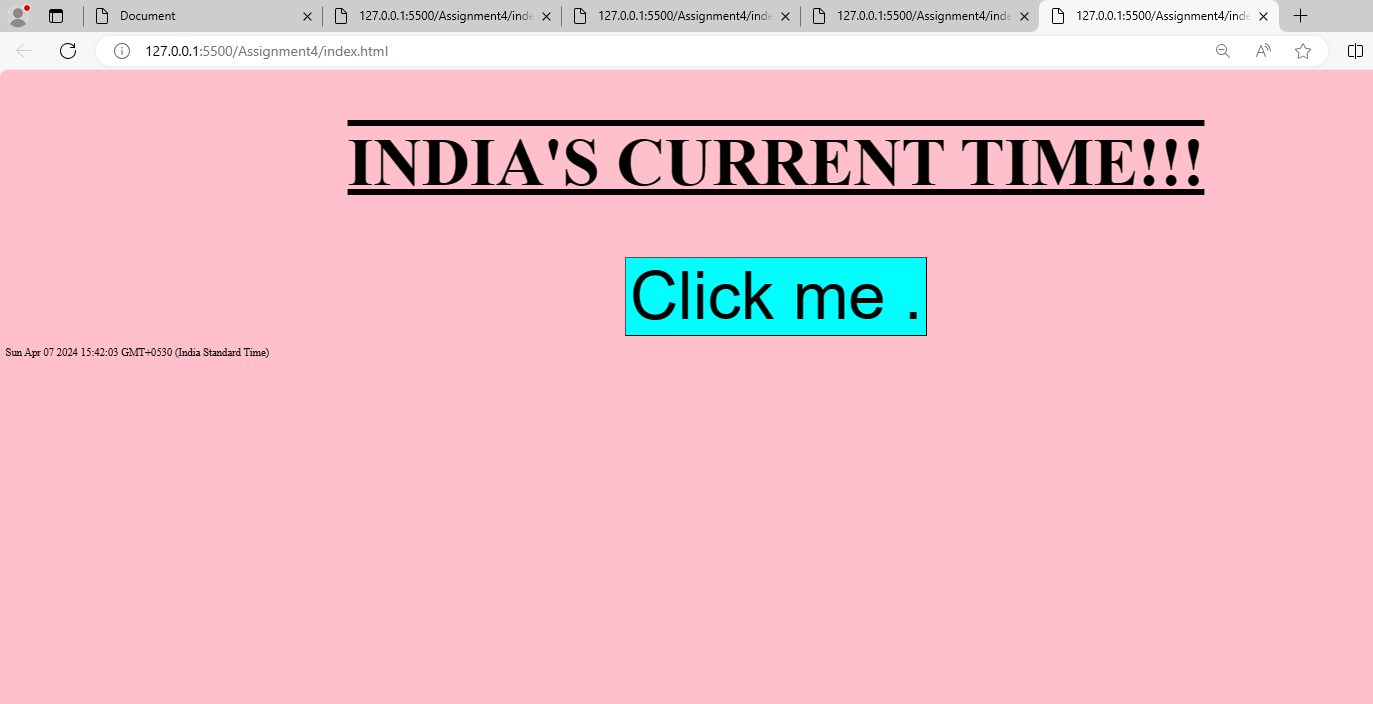 Document
127.0.0.1:5500/Assignment4/inde
127.0.0.1:5500/Assignment4/inde
127.0.0.1:5500/Assignment4/inde
127.0.0.1:5500/Assignment4/inde
127.0.0.1:5500/Assignment4/index.html
INDIA'S CURRENT TIME!!!
Click me .
Sun Apr 07 2024 15:42:03 GMT+0530 (India Standard Time)